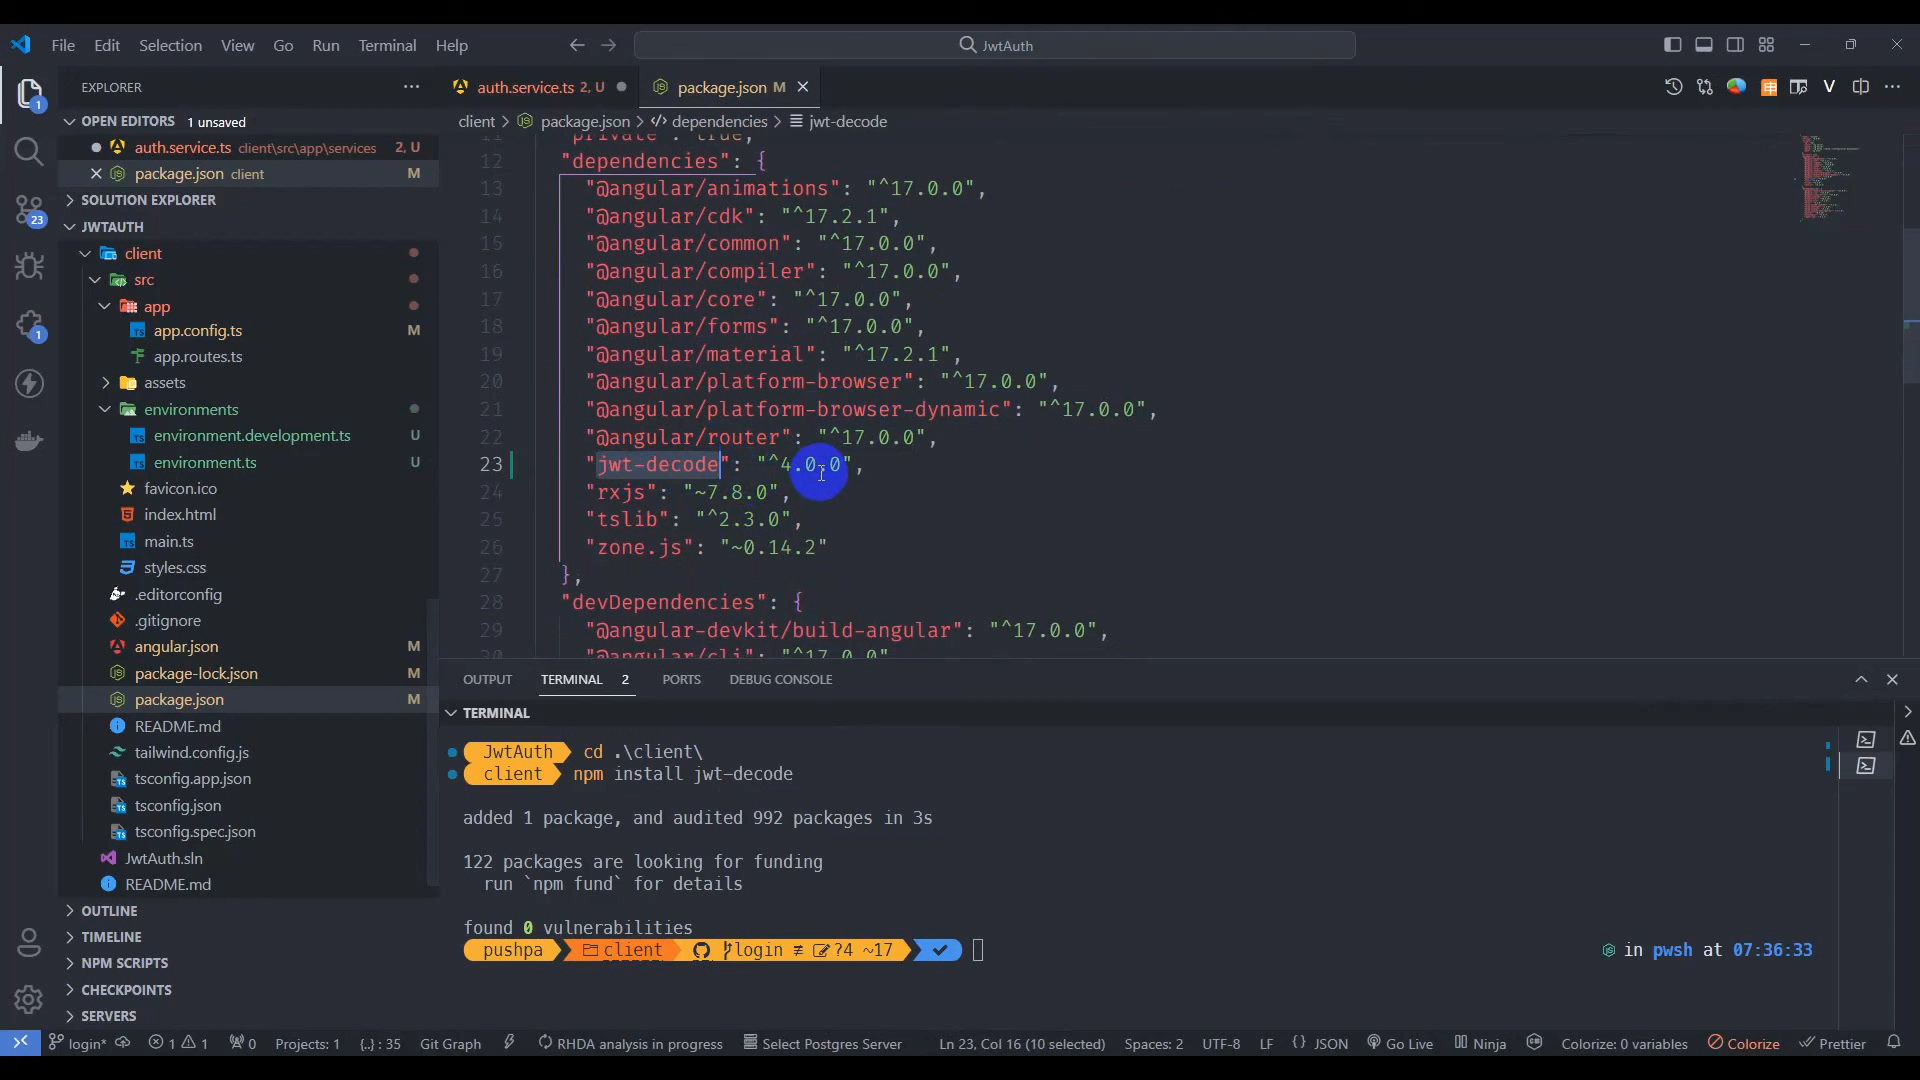 File Edit Selection View Go Run Terminal Help
JwtAuth
EXPLORER
OPEN EDITORS 1 unsaved
auth.service.ts client\src\app\services 2, U
package.json client M
SOLUTION EXPLORER
JWTAUTH
client
src
app
app.config.ts M
app.routes.ts
assets
environments
environment.development.ts U
environment.ts U
favicon.ico
index.html
main.ts
styles.css
.editorconfig
.gitignore
angular.json M
package-lock.json M
package.json M
README.md
tailwind.config.js
tsconfig.app.json
tsconfig.json
tsconfig.spec.json
JwtAuth.sln
README.md
OUTLINE
TIMELINE
NPM SCRIPTS
CHECKPOINTS
SERVERS
1
23
1
auth.service.ts 2, U
package.json M
V
client > package.json > dependencies > jwt-decode
11 "private": true,
12 "dependencies": {
13 "@angular/animations": "^17.0.0",
14 "@angular/cdk": "^17.2.1",
15 "@angular/common": "^17.0.0",
16 "@angular/compiler": "^17.0.0",
17 "@angular/core": "^17.0.0",
18 "@angular/forms": "^17.0.0",
19 "@angular/material": "^17.2.1",
20 "@angular/platform-browser": "^17.0.0",
21 "@angular/platform-browser-dynamic": "^17.0.0",
22 "@angular/router": "^17.0.0",
23 "jwt-decode": "^4.0.0",
24 "rxjs": "~7.8.0",
25 "tslib": "^2.3.0",
26 "zone.js": "~0.14.2"
27 },
28 "devDependencies": {
29 "@angular-devkit/build-angular": "^17.0.0",
30 "@angular/cli": "^17.0.0"
OUTPUT TERMINAL 2 PORTS DEBUG CONSOLE
TERMINAL
JwtAuth cd .\client\
client npm install jwt-decode
added 1 package, and audited 992 packages in 3s
122 packages are looking for funding
run `npm fund` for details
found 0 vulnerabilities
pushpa client login ≢ ?4 ~17 in pwsh at 07:36:33
login* 1 1 0 Projects: 1 {..} : 35 Git Graph RHDA analysis in progress Select Postgres Server Ln 23, Col 16 (10 selected) Spaces: 2 UTF-8 LF {} JSON Go Live Ninja Colorize: 0 variables Colorize Prettier